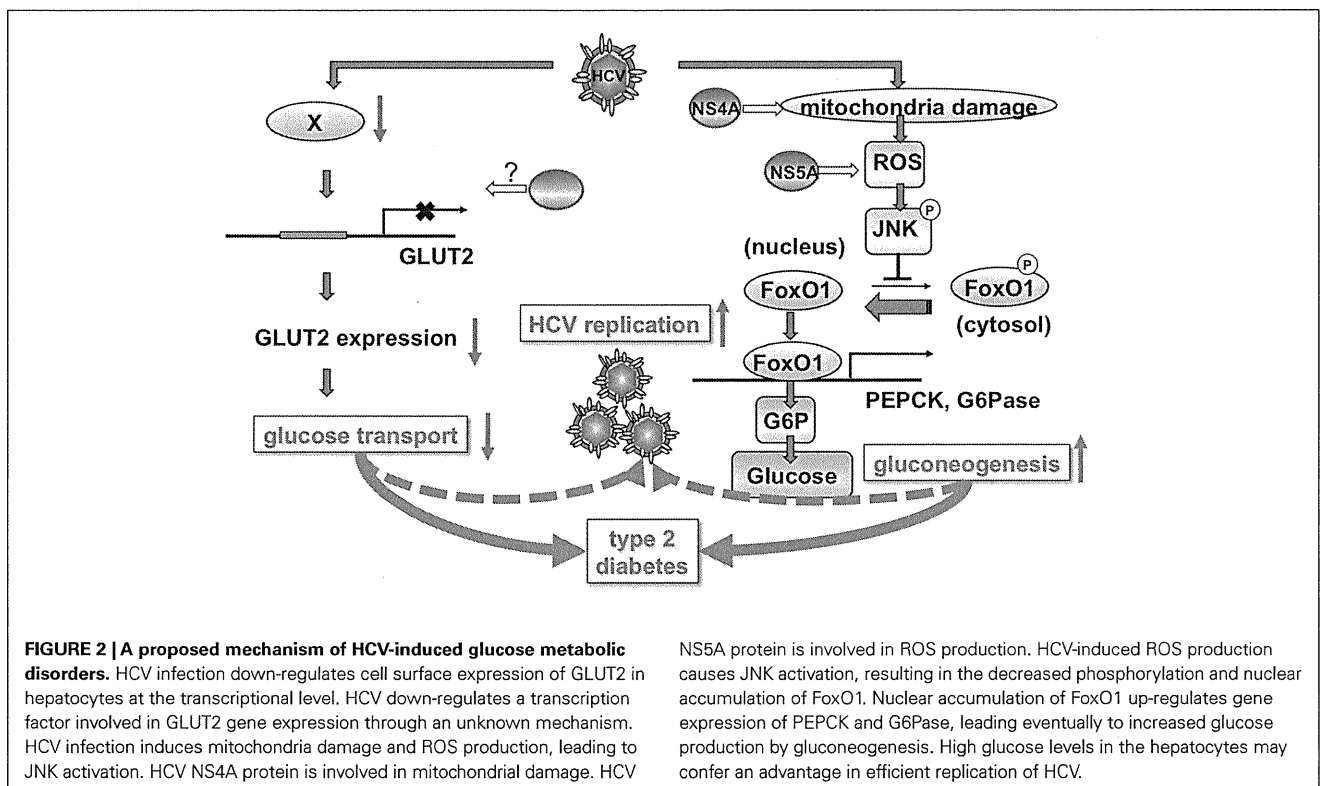 HCV
X
NS4A
mitochondria damage
NS5A
ROS
?
P
JNK
GLUT2
(nucleus)
P
FoxO1
FoxO1
(cytosol)
HCV replication
GLUT2 expression
FoxO1
PEPCK, G6Pase
G6P
glucose transport
gluconeogenesis
Glucose
type 2
diabetes
FIGURE 2 | A proposed mechanism of HCV-induced glucose metabolic
disorders. HCV infection down-regulates cell surface expression of GLUT2 in
hepatocytes at the transcriptional level. HCV down-regulates a transcription
factor involved in GLUT2 gene expression through an unknown mechanism.
HCV infection induces mitochondria damage and ROS production, leading to
JNK activation. HCV NS4A protein is involved in mitochondrial damage. HCV
NS5A protein is involved in ROS production. HCV-induced ROS production
causes JNK activation, resulting in the decreased phosphorylation and nuclear
accumulation of FoxO1. Nuclear accumulation of FoxO1 up-regulates gene
expression of PEPCK and G6Pase, leading eventually to increased glucose
production by gluconeogenesis. High glucose levels in the hepatocytes may
confer an advantage in efficient replication of HCV.